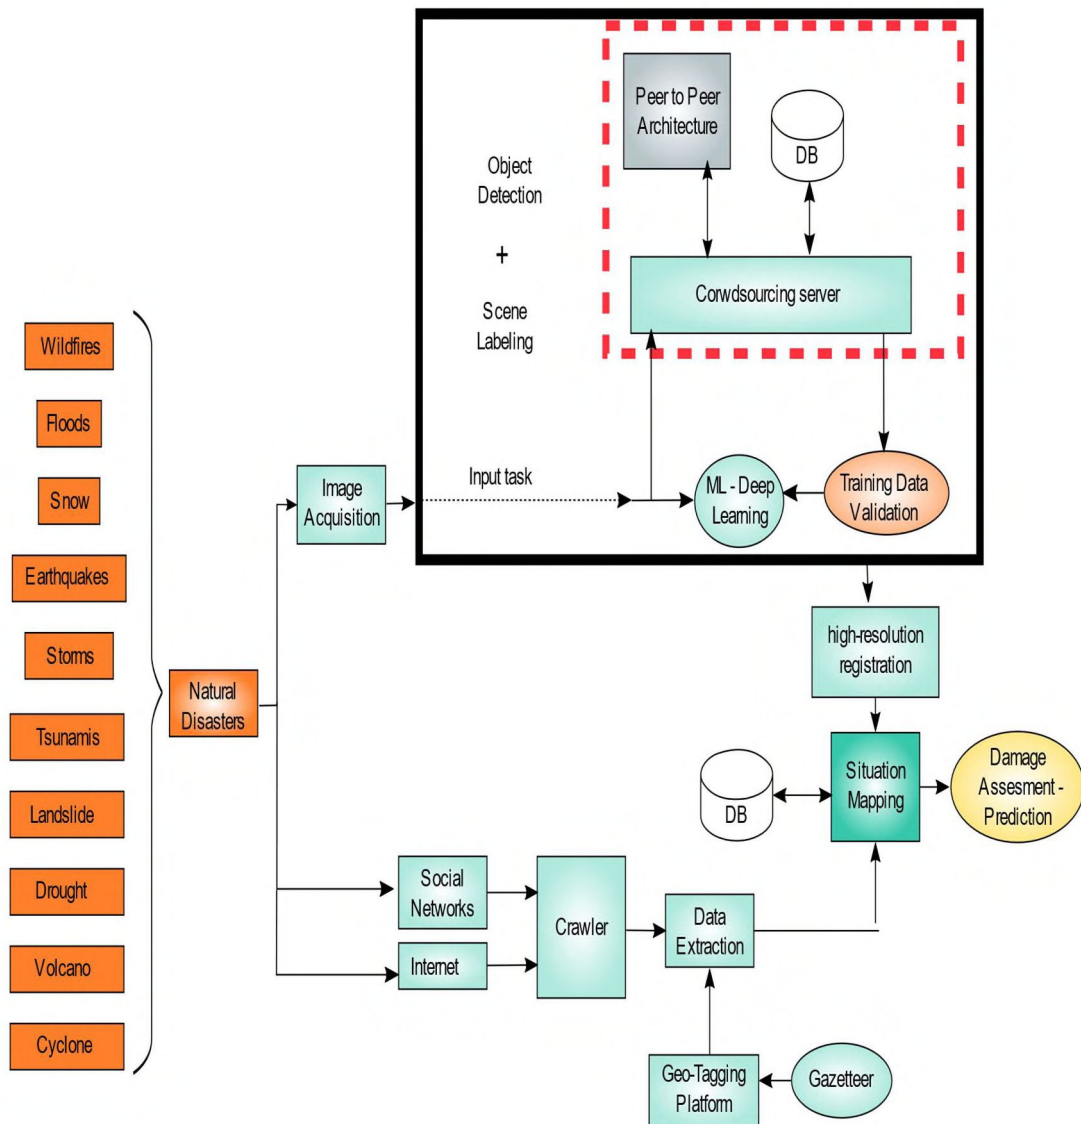 Peer to Peer
Architecture
DB
Object
Detection
+
Scene
Labeling
Corwdsourcing server
Wildfires
Floods
Snow
Earthquakes
Storms
Tsunamis
Landslide
Drought
Volcano
Cyclone
Natural
Disasters
Image
Acquisition
Input task
ML - Deep
Learning
Training Data
Validation
high-resolution
registration
DB
Situation
Mapping
Damage
Assesment -
Prediction
Social
Networks
Internet
Crawler
Data
Extraction
Geo-Tagging
Platform
Gazetteer